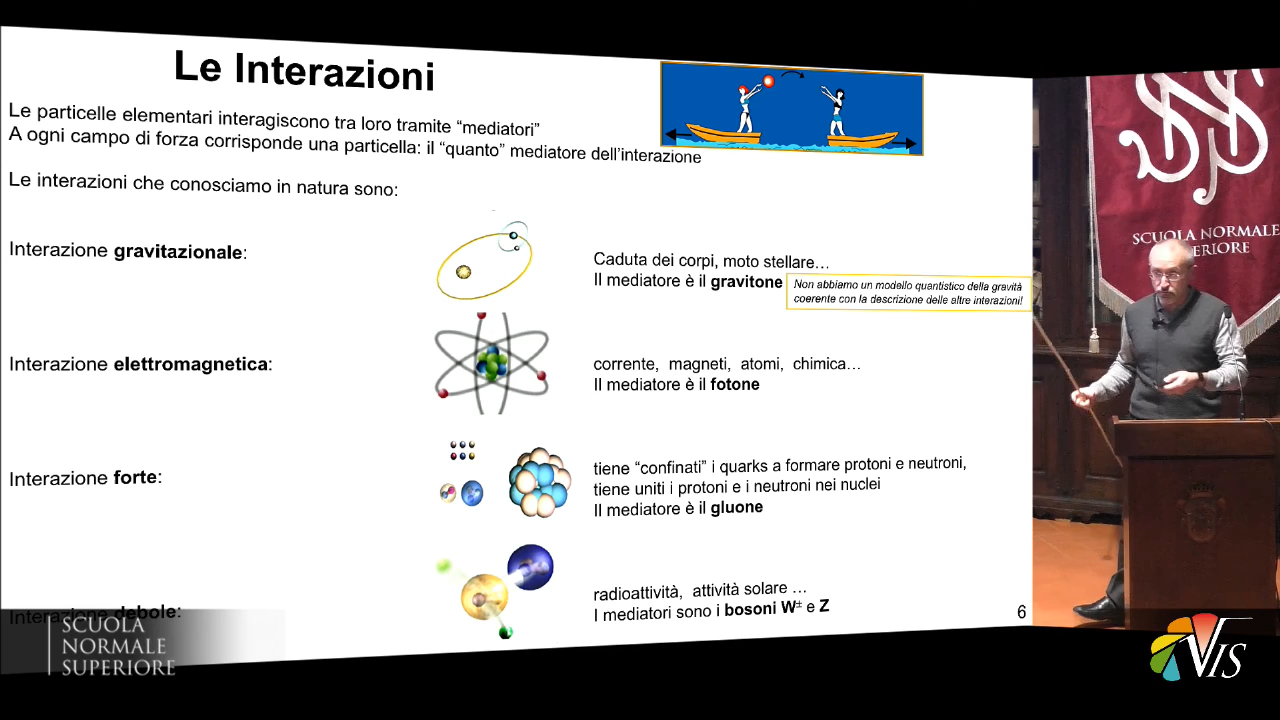 Le Interazioni
Le particelle elementari interagiscono tra loro tramite “mediatori”
A ogni campo di forza corrisponde una particella: il “quanto” mediatore dell’interazione
Le interazioni che conosciamo in natura sono:
Interazione gravitazionale:
Caduta dei corpi, moto stellare…
Il mediatore è il gravitone
Non abbiamo un modello quantistico della gravità
coerente con la descrizione delle altre interazioni!
Interazione elettromagnetica:
corrente, magneti, atomi, chimica…
Il mediatore è il fotone
Interazione forte:
tiene “confinati” i quarks a formare protoni e neutroni,
tiene uniti i protoni e i neutroni nei nuclei
Il mediatore è il gluone
Interazione debole:
radioattività, attività solare …
I mediatori sono i bosoni W± e Z
6
SCUOLA NORMALE
SUPERIORE
SCUOLA
NORMALE
SUPERIORE
VIS